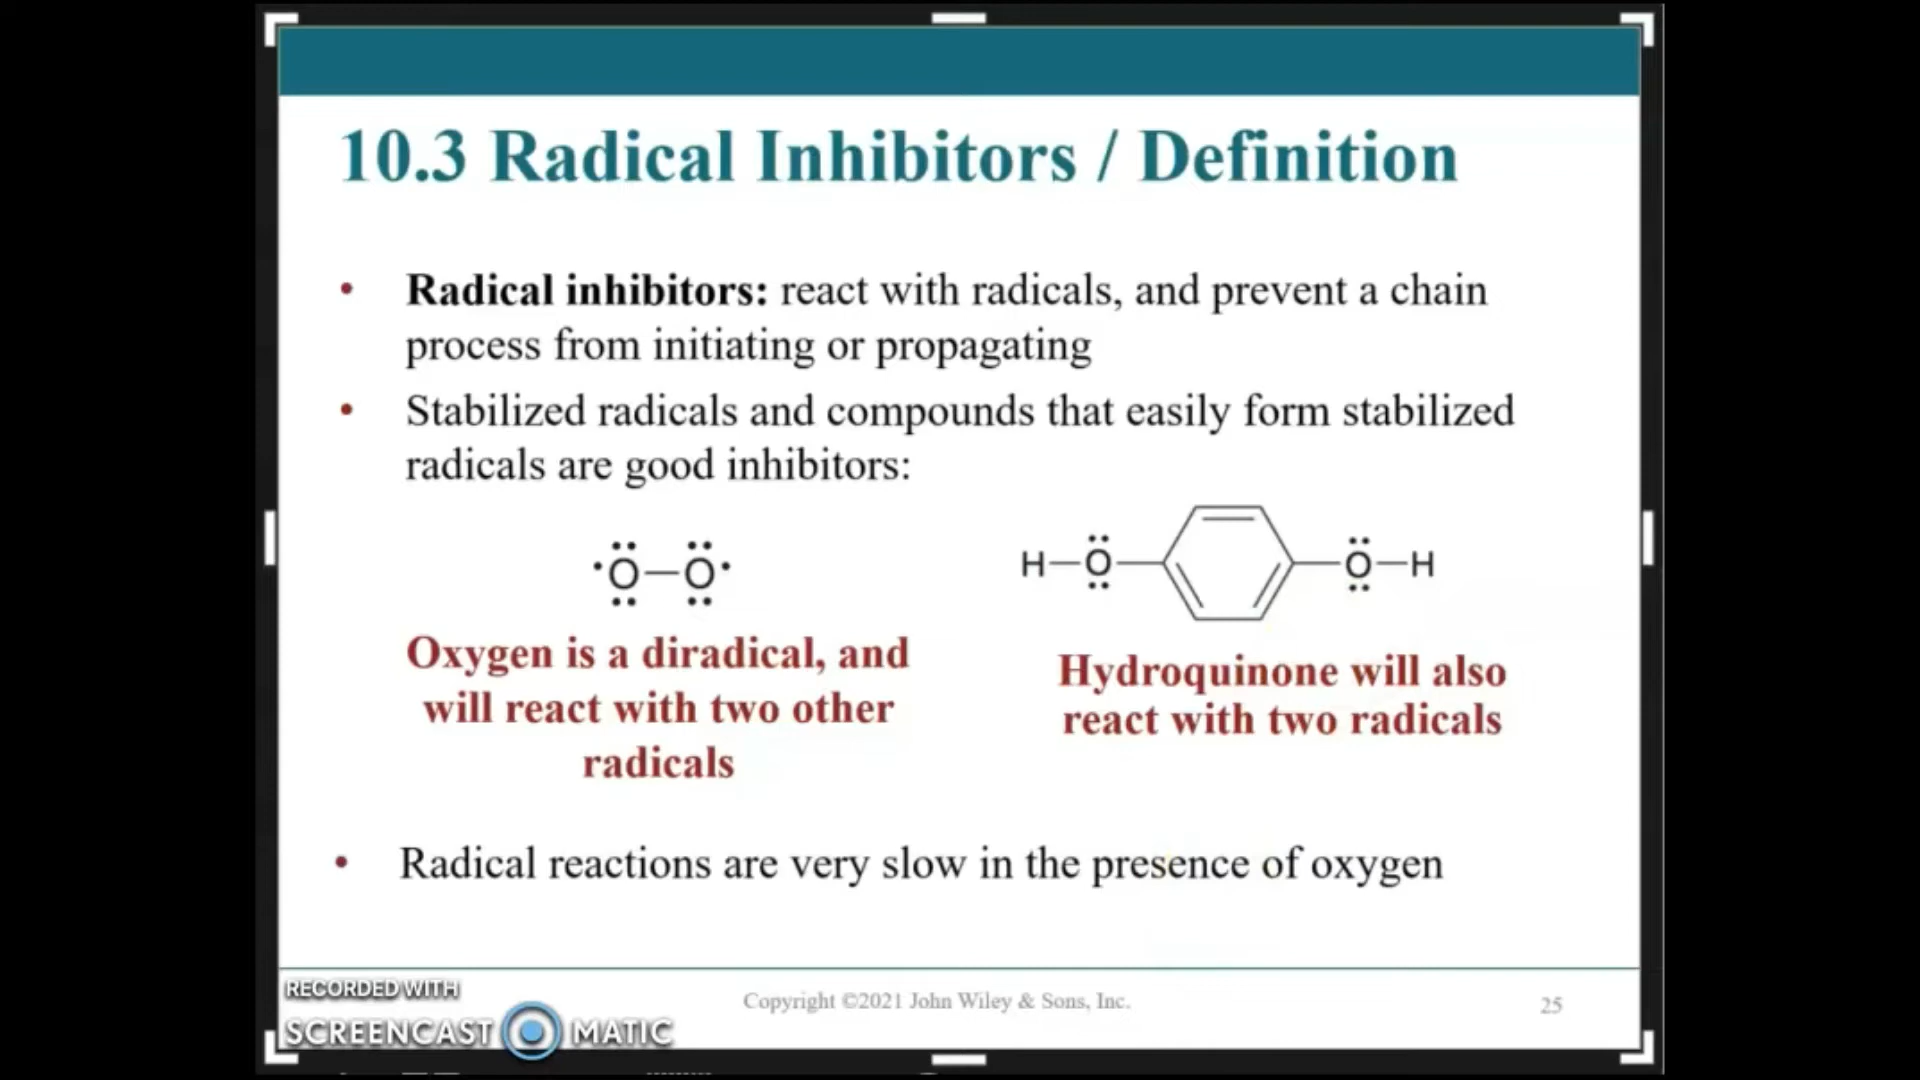 10.3 Radical Inhibitors / Definition
• Radical inhibitors: react with radicals, and prevent a chain
process from initiating or propagating
• Stabilized radicals and compounds that easily form stabilized
radicals are good inhibitors:
O O
H O O H
Oxygen is a diradical, and
will react with two other
radicals
Hydroquinone will also
react with two radicals
• Radical reactions are very slow in the presence of oxygen
RECORDED WITH
SCREENCAST MATIC
Copyright ©2021 John Wiley & Sons, Inc.
25